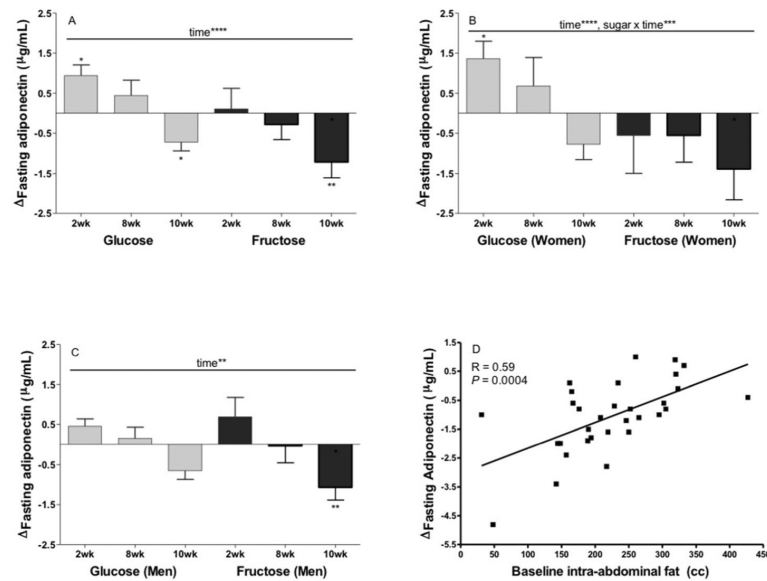 A
time****
ΔFasting adiponectin (µg/mL)
2.5
1.5
0.5
-0.5
-1.5
-2.5
*
*
*
**
2wk 8wk 10wk 2wk 8wk 10wk
Glucose Fructose
B
time****, sugar x time***
ΔFasting adiponectin (µg/mL)
2.5
1.5
0.5
-0.5
-1.5
-2.5
*
*
2wk 8wk 10wk 2wk 8wk 10wk
Glucose (Women) Fructose (Women)
C
time**
ΔFasting adiponectin (µg/mL)
2.5
1.5
0.5
-0.5
-1.5
-2.5
*
**
2wk 8wk 10wk 2wk 8wk 10wk
Glucose (Men) Fructose (Men)
D
R = 0.59
P = 0.0004
ΔFasting Adiponectin (µg/mL)
1.5
0.5
-0.5
-1.5
-2.5
-3.5
-4.5
-5.5
0 50 100 150 200 250 300 350 400 450
Baseline intra-abdominal fat (cc)